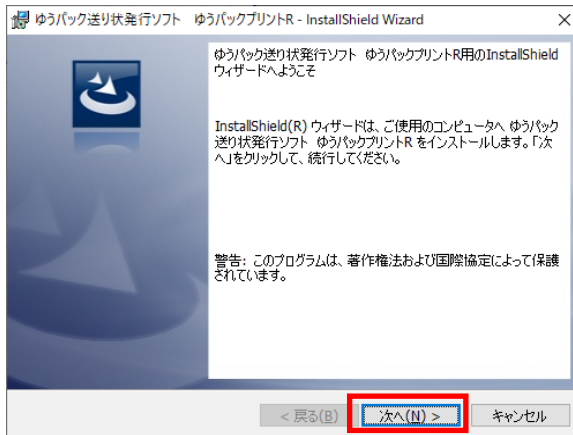 ゆうパック送り状発行ソフト　ゆうパックプリントR - InstallShield Wizard
ゆうパック送り状発行ソフト ゆうパックプリントR用のInstallShield
ウィザードへようこそ
InstallShield(R) ウィザードは、ご使用のコンピュータへ ゆうパック
送り状発行ソフト ゆうパックプリントR をインストールします。「次
へ」をクリックして、続行してください。
警告: このプログラムは、著作権法および国際協定によって保護
されています。
< 戻る(B)
次へ(N) >
キャンセル